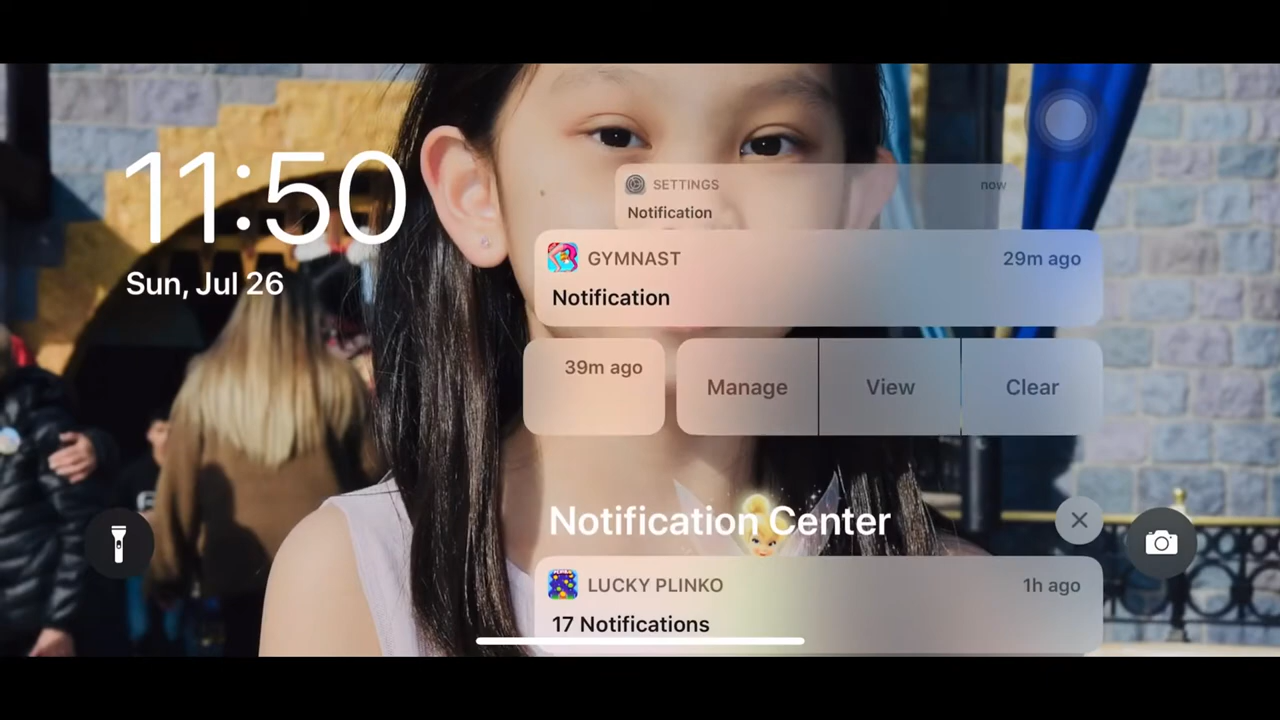 11:50
Sun, Jul 26
SETTINGS now
Notification
GYMNAST 29m ago
Notification
39m ago Manage View Clear
Notification Center
LUCKY PLINKO 1h ago
17 Notifications